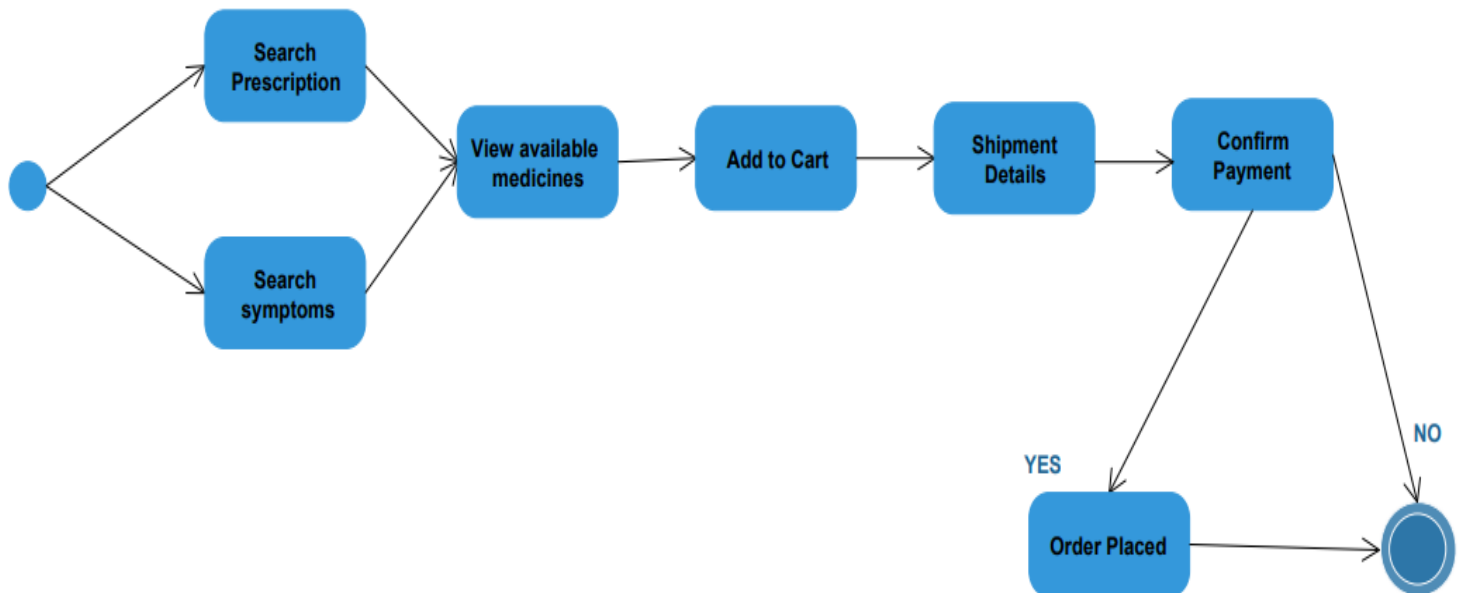 Search
Prescription
Search
symptoms
View available
medicines
Add to Cart
Shipment
Details
Confirm
Payment
YES
NO
Order Placed